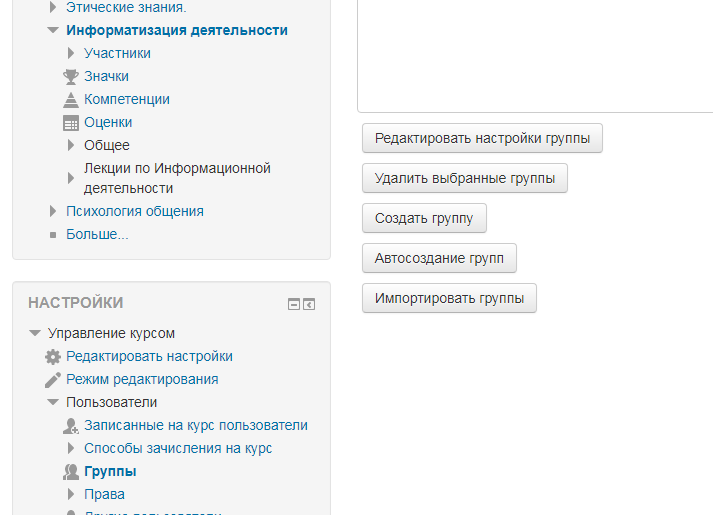 Этические знания.
Информатизация деятельности
Участники
Значки
Компетенции
Оценки
Общее
Лекции по Информационной
деятельности
Психология общения
Больше...
НАСТРОЙКИ
Управление курсом
Редактировать настройки
Режим редактирования
Пользователи
Записанные на курс пользователи
Способы зачисления на курс
Группы
Права
Редактировать настройки группы
Удалить выбранные группы
Создать группу
Автосоздание групп
Импортировать группы